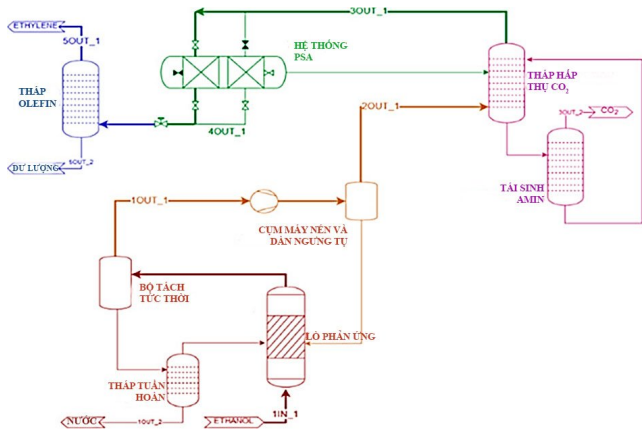 ETHYLENE
5OUT_1
THÁP
OLEFIN
5OUT_2
DƯ LƯỢNG
3OUT_1
HỆ THỐNG
PSA
4OUT_1
2OUT_1
THÁP HẤP
THỤ CO2
3OUT_2
CO2
TÁI SINH
AMIN
1OUT_1
CỤM MÁY NÉN VÀ
DÀN NGƯNG TỤ
BỘ TÁCH
TỨC THỜI
LÒ PHẢN ỨNG
THÁP TUẦN
HOÀN
NƯỚC
1OUT_2
ETHANOL
1IN_1